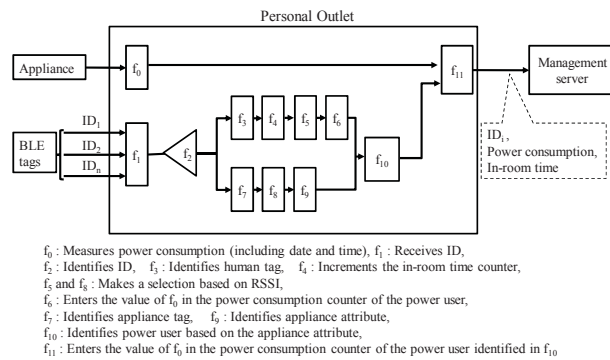 Personal Outlet
Appliance
f0
f11
Management
server
BLE
tags
ID1
ID2
IDn
f1
f2
f3
f4
f5
f6
f7
f8
f9
f10
IDi,
Power consumption,
In-room time
f0 : Measures power consumption (including date and time), f1 : Receives ID,
f2 : Identifies ID, f3 : Identifies human tag, f4 : Increments the in-room time counter,
f5 and f8 : Makes a selection based on RSSI,
f6 : Enters the value of f0 in the power consumption counter of the power user,
f7 : Identifies appliance tag, f9 : Identifies appliance attribute,
f10 : Identifies power user based on the appliance attribute,
f11 : Enters the value of f0 in the power consumption counter of the power user identified in f10